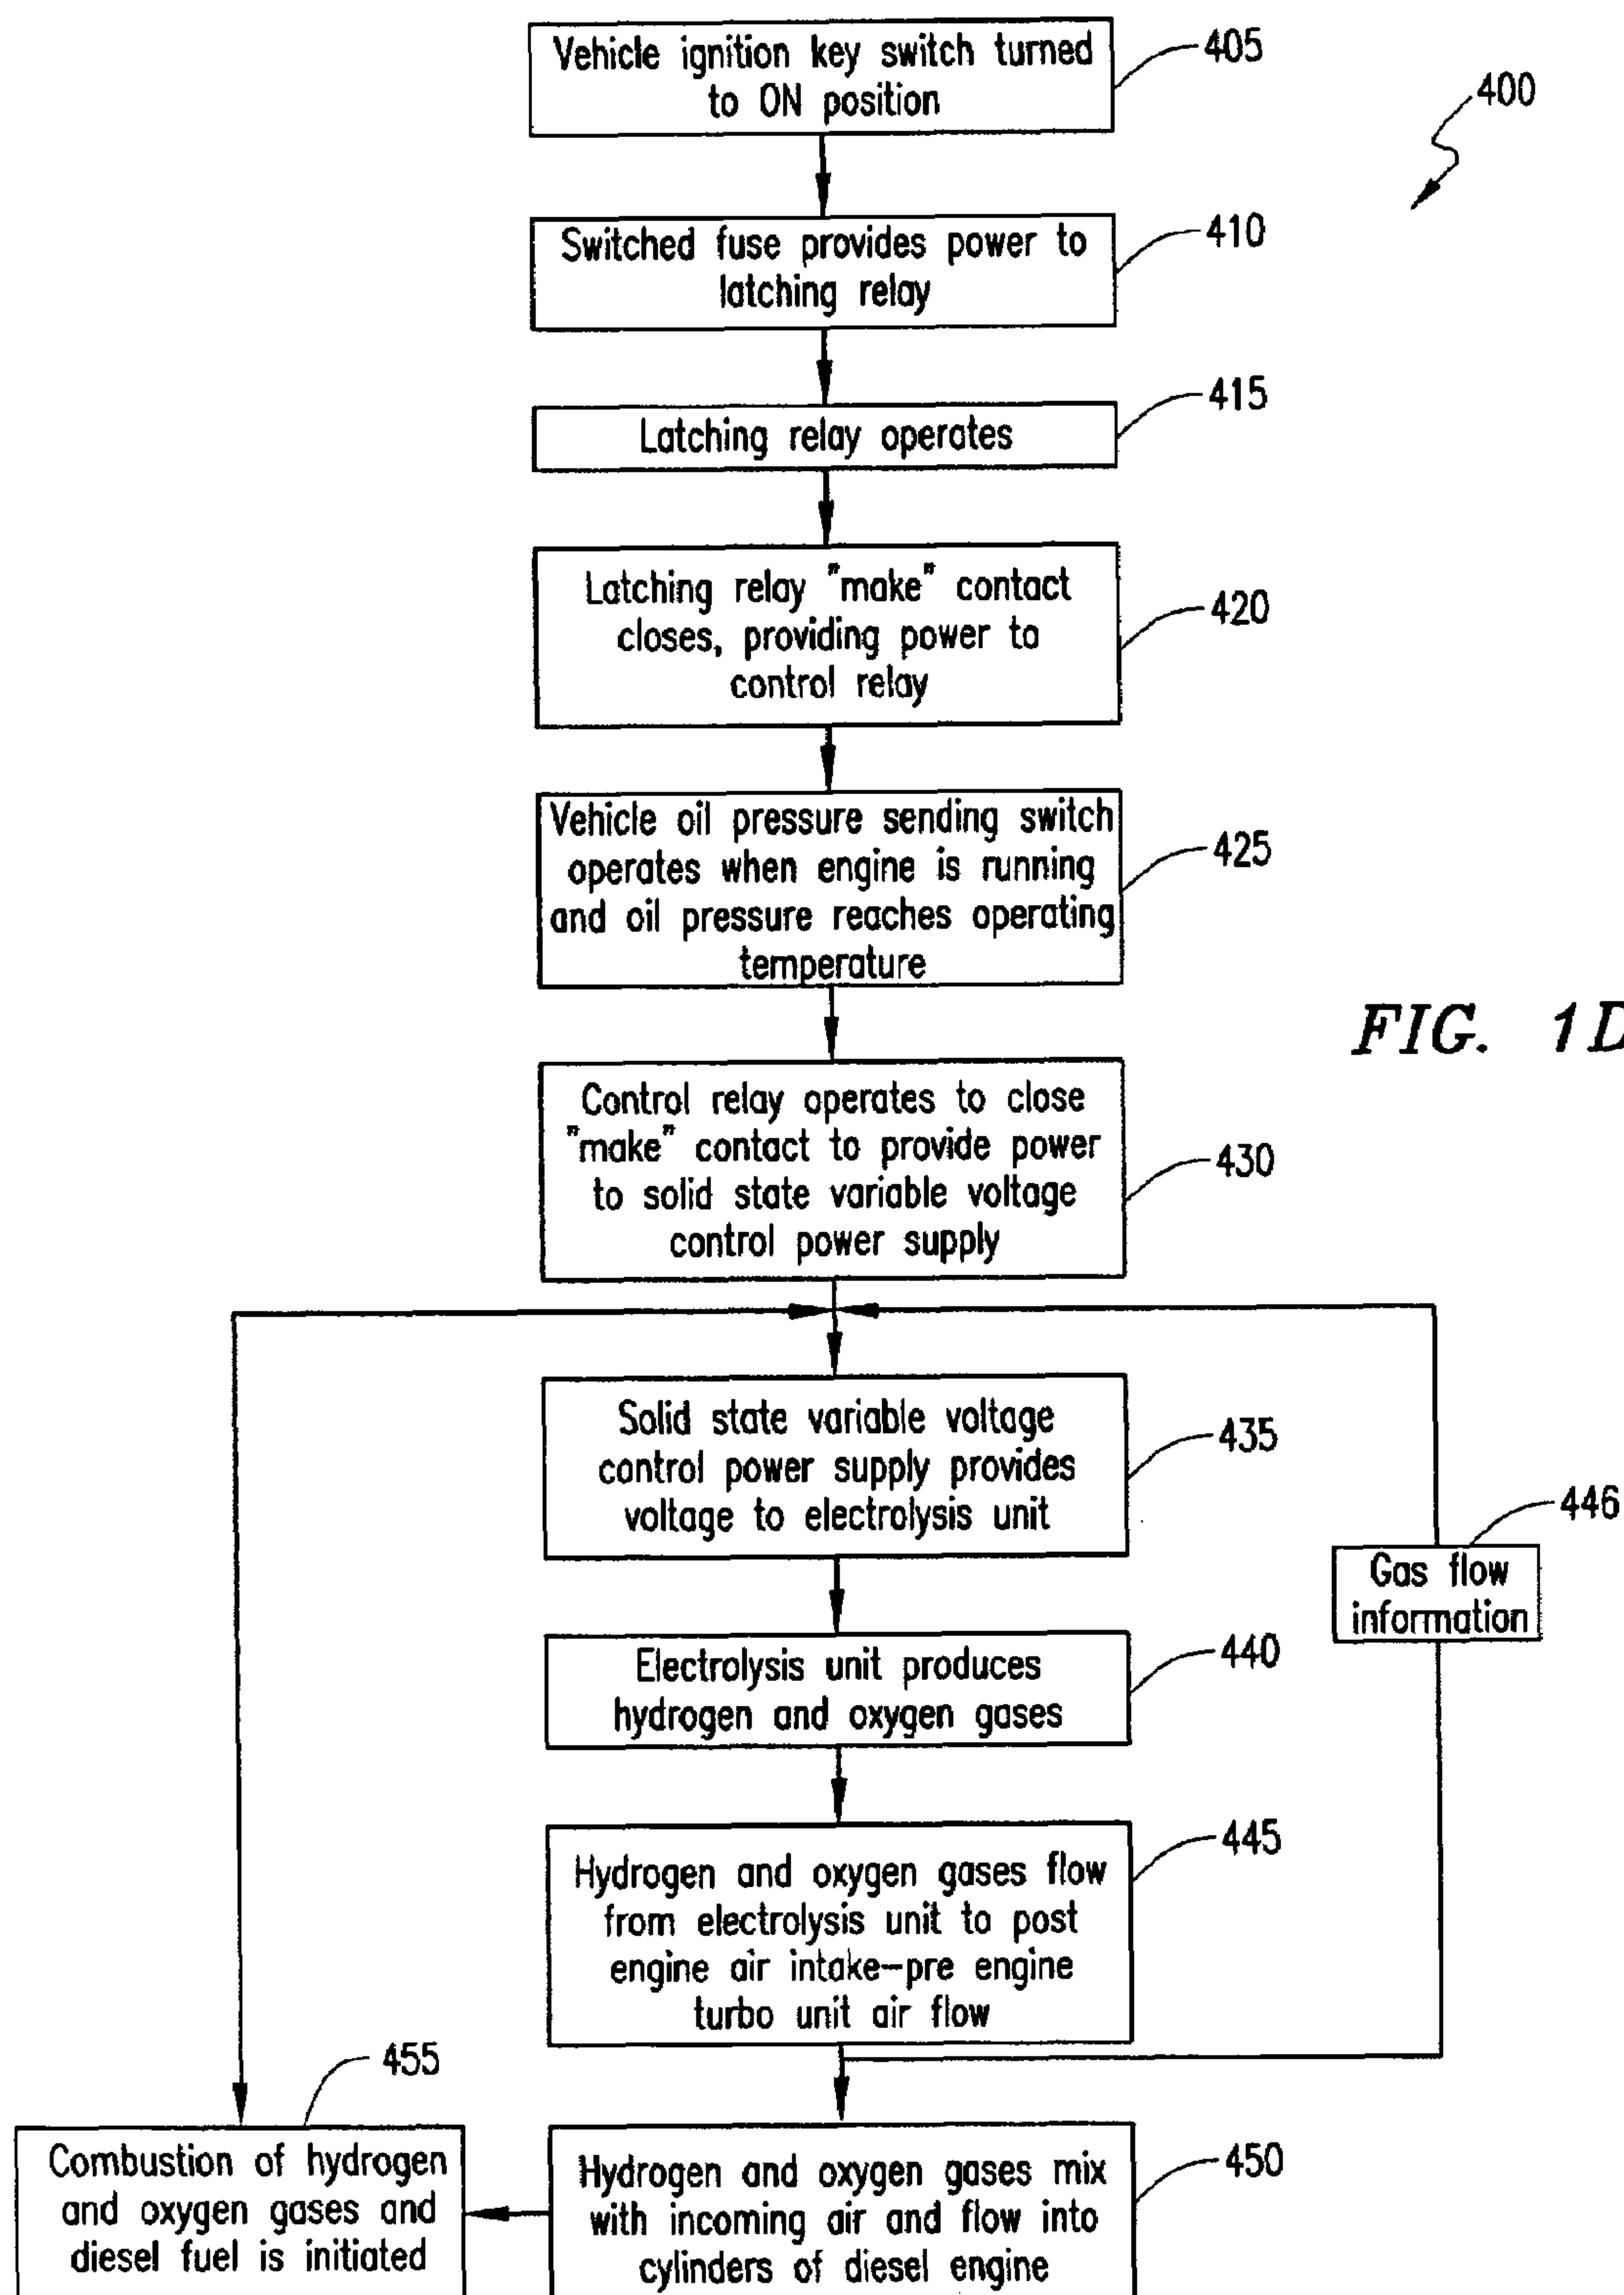 Vehicle ignition key switch turned
to ON position
405
400
Switched fuse provides power to
latching relay
410
Latching relay operates
415
Latching relay "make" contact
closes, providing power to
control relay
420
Vehicle oil pressure sending switch
operates when engine is running
and oil pressure reaches operating
temperature
425
FIG. 1D
Control relay operates to close
"make" contact to provide power
to solid state variable voltage
control power supply
430
Solid state variable voltage
control power supply provides
voltage to electrolysis unit
435
446
Gas flow
information
Electrolysis unit produces
hydrogen and oxygen gases
440
Hydrogen and oxygen gases flow
from electrolysis unit to post
engine air intake-pre engine
turbo unit air flow
445
455
Combustion of hydrogen
and oxygen gases and
diesel fuel is initiated
Hydrogen and oxygen gases mix
with incoming air and flow into
cylinders of diesel engine
450